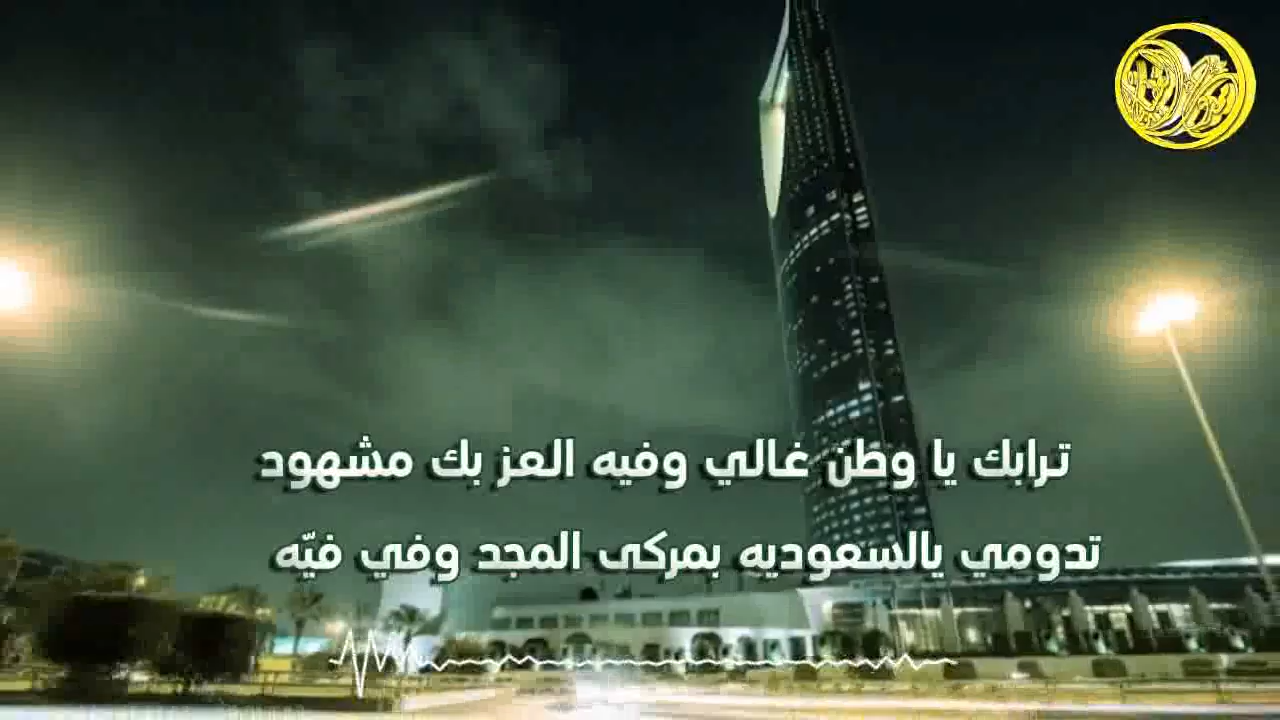 ترابك يا وطن غالي وفيه العز بك مشهود
تدومي يالسعوديه بمركى المجد وفي فيّه